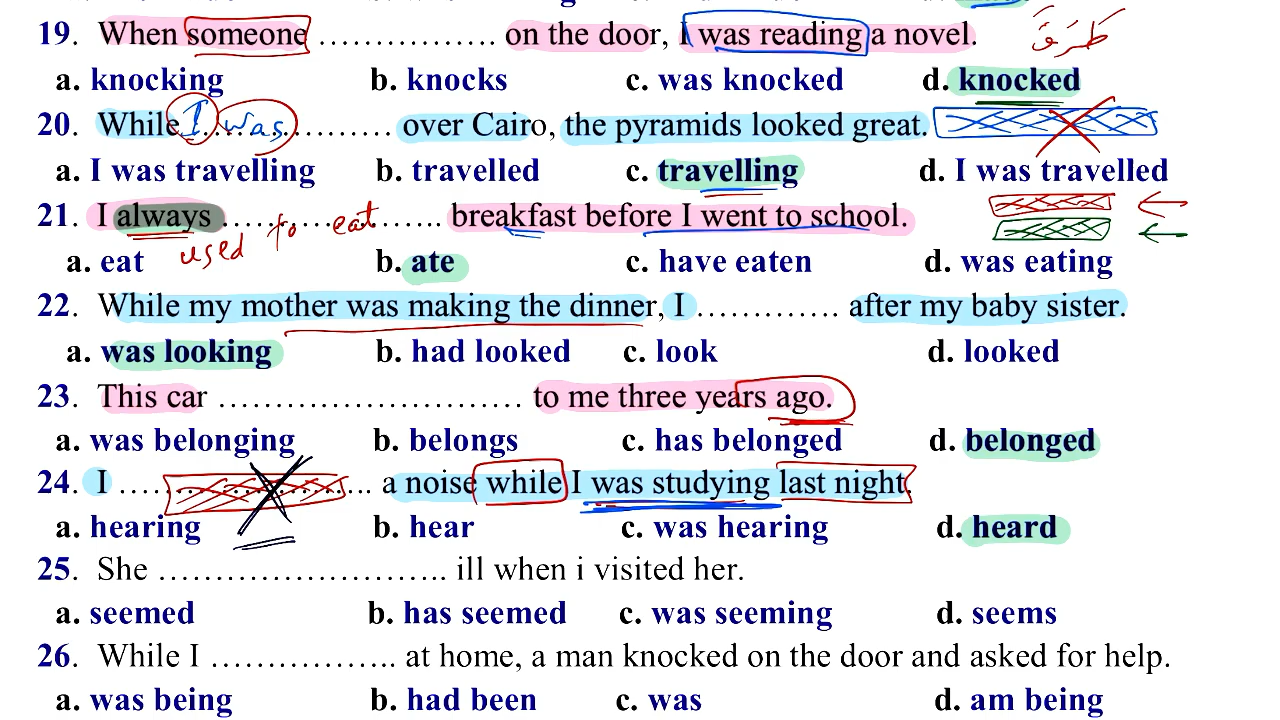 19. When someone ................ on the door, I was reading a novel. طَرَقَ
a. knocking b. knocks c. was knocked d. knocked
20. While I was ............ over Cairo, the pyramids looked great.
a. I was travelling b. travelled c. travelling d. I was travelled
21. I always ........................ breakfast before I went to school.
used to eat
a. eat b. ate c. have eaten d. was eating
22. While my mother was making the dinner, I ............. after my baby sister.
a. was looking b. had looked c. look d. looked
23. This car ........................... to me three years ago.
a. was belonging b. belongs c. has belonged d. belonged
24. I ........................ a noise while I was studying last night.
a. hearing b. hear c. was hearing d. heard
25. She .......................... ill when i visited her.
a. seemed b. has seemed c. was seeming d. seems
26. While I ................. at home, a man knocked on the door and asked for help.
a. was being b. had been c. was d. am being